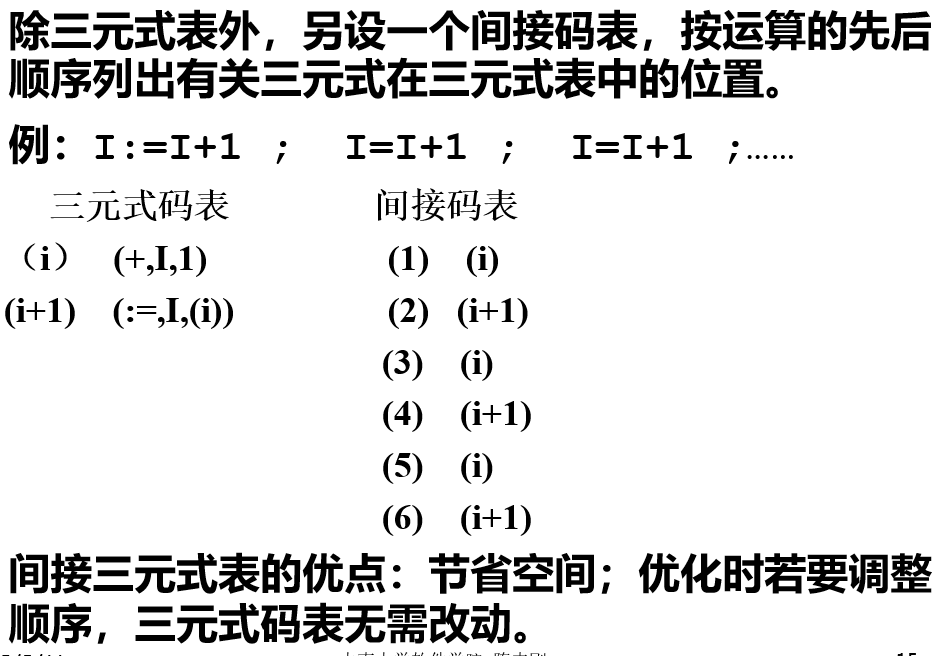 除三元式表外，另设一个间接码表，按运算的先后
顺序列出有关三元式在三元式表中的位置。
例：I:=I+1 ; I=I+1 ; I=I+1 ;……
三元式码表 间接码表
（i） (+,I,1) (1) (i)
(i+1) (:=,I,(i)) (2) (i+1)
(3) (i)
(4) (i+1)
(5) (i)
(6) (i+1)
间接三元式表的优点：节省空间；优化时若要调整
顺序，三元式码表无需改动。